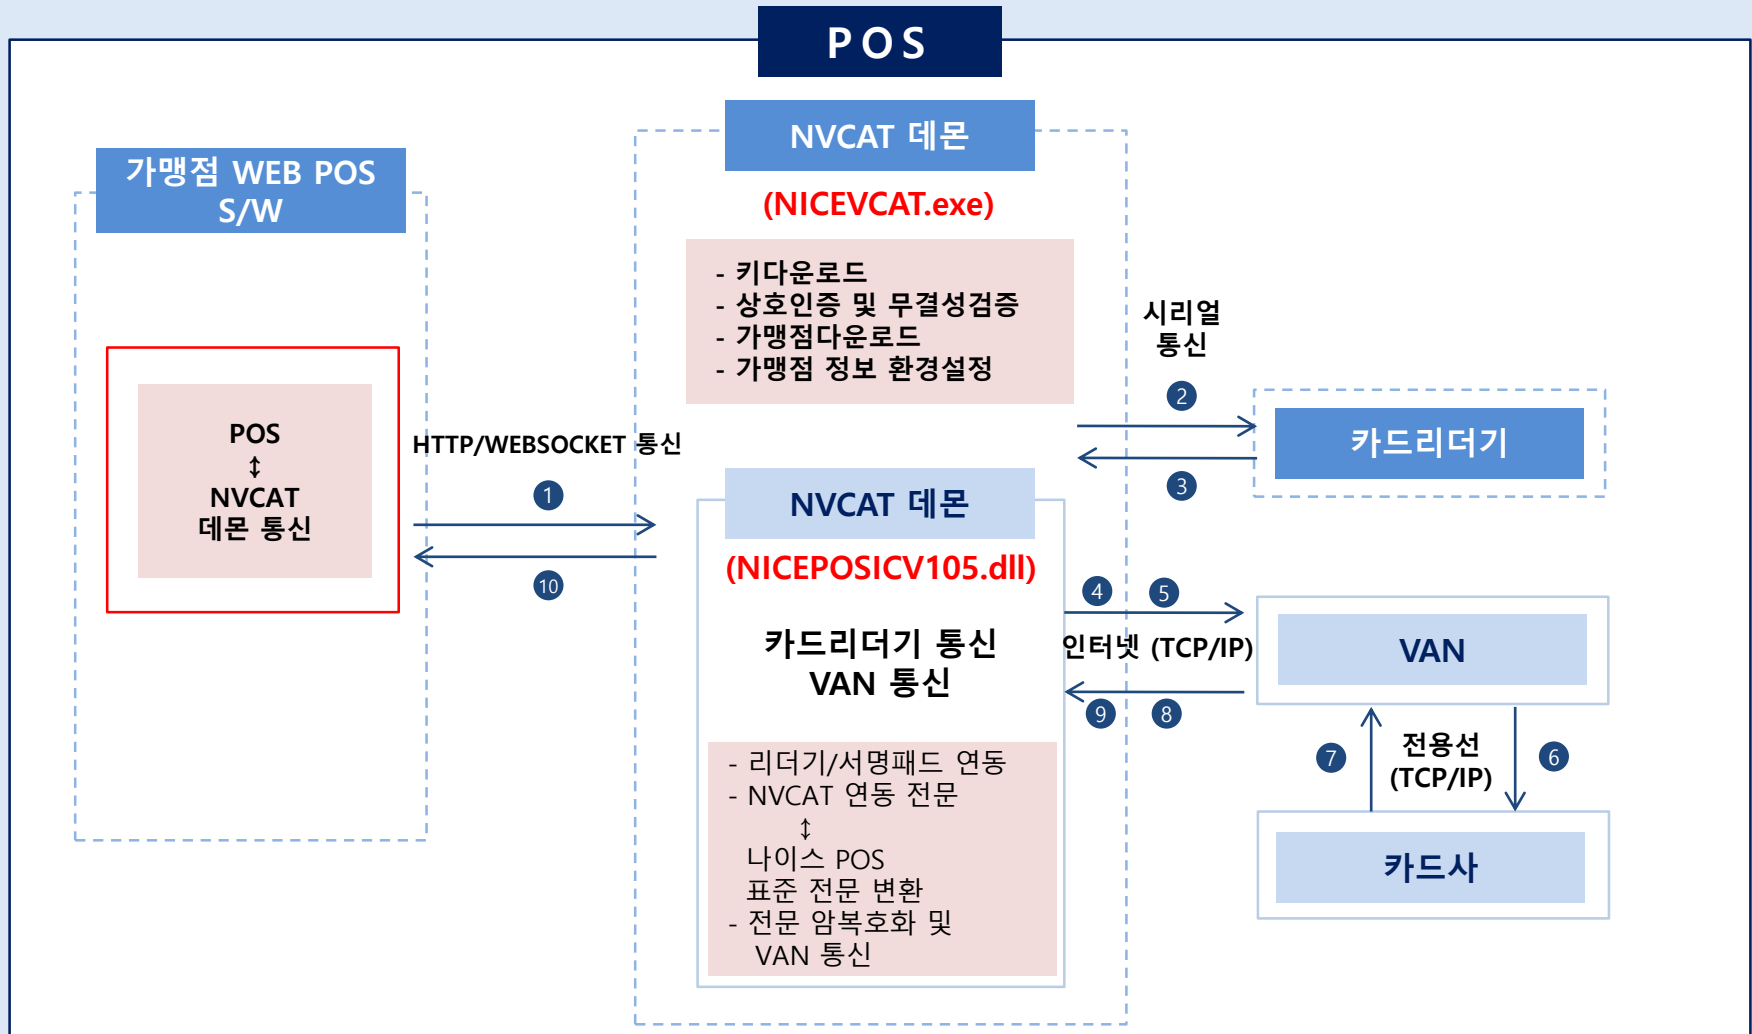 POS
가맹점 WEB POS
S/W
POS
↕
NVCAT
데몬 통신
HTTP/WEBSOCKET 통신
1
10
NVCAT 데몬
(NICEVCAT.exe)
- 키다운로드
- 상호인증 및 무결성검증
- 가맹점다운로드
- 가맹점 정보 환경설정
NVCAT 데몬
(NICEPOSICV105.dll)
카드리더기 통신
VAN 통신
- 리더기/서명패드 연동
- NVCAT 연동 전문
↕
나이스 POS
표준 전문 변환
- 전문 암복호화 및
VAN 통신
시리얼
통신
2
3
카드리더기
4 5
인터넷 (TCP/IP)
9 8
VAN
7
전용선
(TCP/IP)
6
카드사